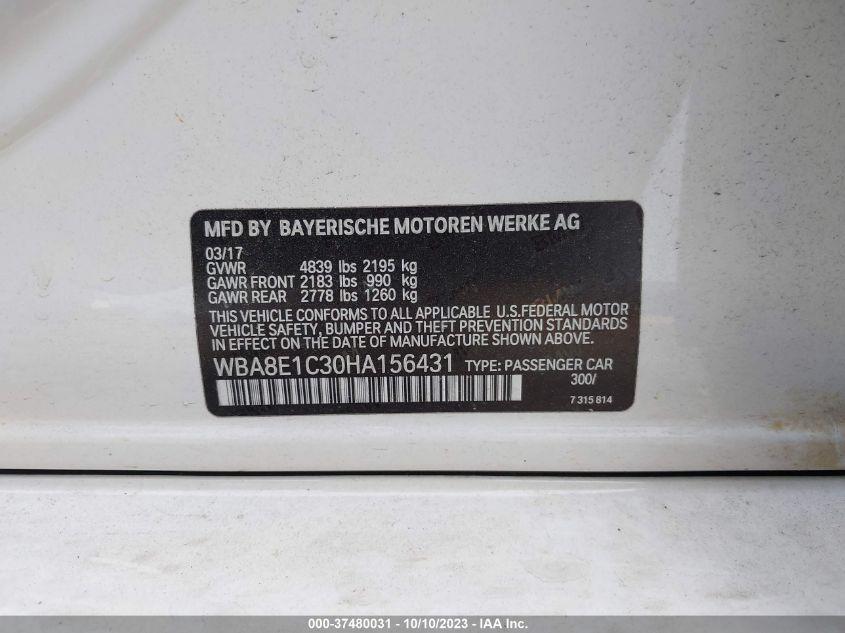 MFD BY BAYERISCHE MOTOREN WERKE AG
03/17
GVWR 4839 lbs 2195 kg
GAWR FRONT 2183 lbs 990 kg
GAWR REAR 2778 lbs 1260 kg
THIS VEHICLE CONFORMS TO ALL APPLICABLE U.S.FEDERAL MOTOR
VEHICLE SAFETY, BUMPER AND THEFT PREVENTION STANDARDS
IN EFFECT ON THE DATE OF MANUFACTURE SHOWN ABOVE.
WBA8E1C30HA156431 TYPE: PASSENGER CAR
300/
7 315 814
000-37480031 - 10/10/2023 - IAA Inc.